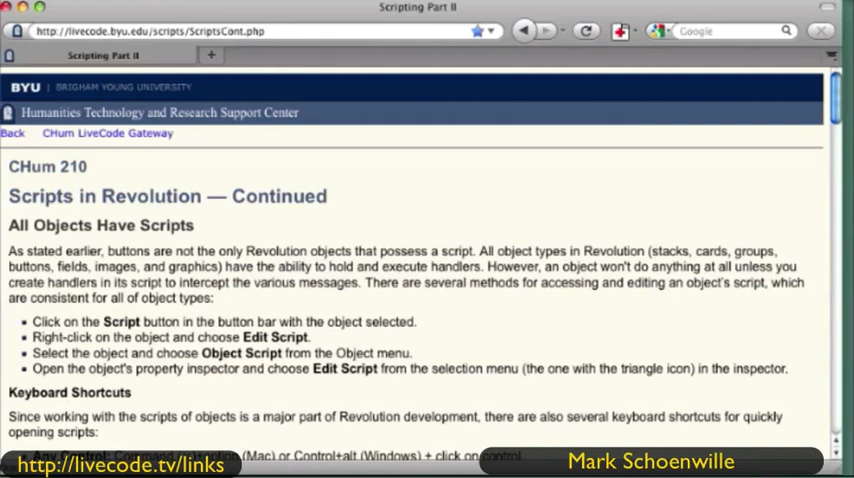 Scripting Part II
http://livecode.byu.edu/scripts/ScriptsCont.php
Google
Scripting Part II
BYU | BRIGHAM YOUNG UNIVERSITY
Humanities Technology and Research Support Center
Back CHum LiveCode Gateway
CHum 210
Scripts in Revolution — Continued
All Objects Have Scripts
As stated earlier, buttons are not the only Revolution objects that possess a script. All object types in Revolution (stacks, cards, groups,
buttons, fields, images, and graphics) have the ability to hold and execute handlers. However, an object won't do anything at all unless you
create handlers in its script to intercept the various messages. There are several methods for accessing and editing an object's script, which
are consistent for all of object types:
• Click on the Script button in the button bar with the object selected.
• Right-click on the object and choose Edit Script.
• Select the object and choose Object Script from the Object menu.
• Open the object's property inspector and choose Edit Script from the selection menu (the one with the triangle icon) in the inspector.
Keyboard Shortcuts
Since working with the scripts of objects is a major part of Revolution development, there are also several keyboard shortcuts for quickly
opening scripts:
• Any Control: Command +option (Mac) or Control+alt (Windows) + click on control
http://livecode.tv/links
Mark Schoenwille